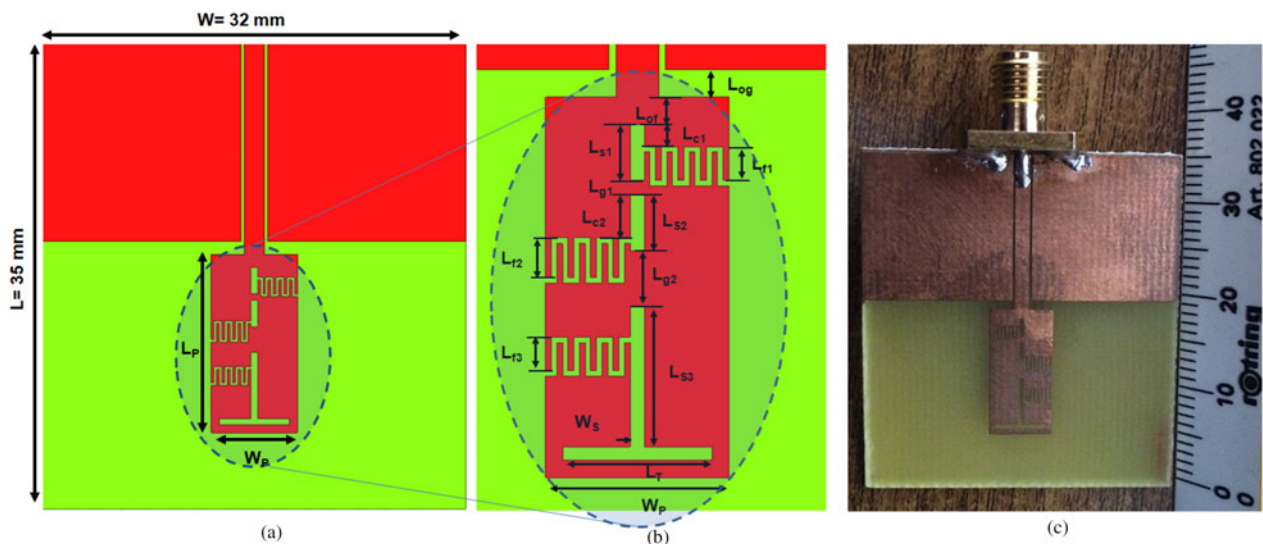 W= 32 mm
L= 35 mm
LP
WP
(a)
Log
Lof
Lc1
Ls1
Lf1
Lg1
Lc2
LS2
Lf2
Lg2
Lf3
LS3
WS
LT
WP
(b)
40
30
20
10
0
0
Art. 802 022
rotring
(c)